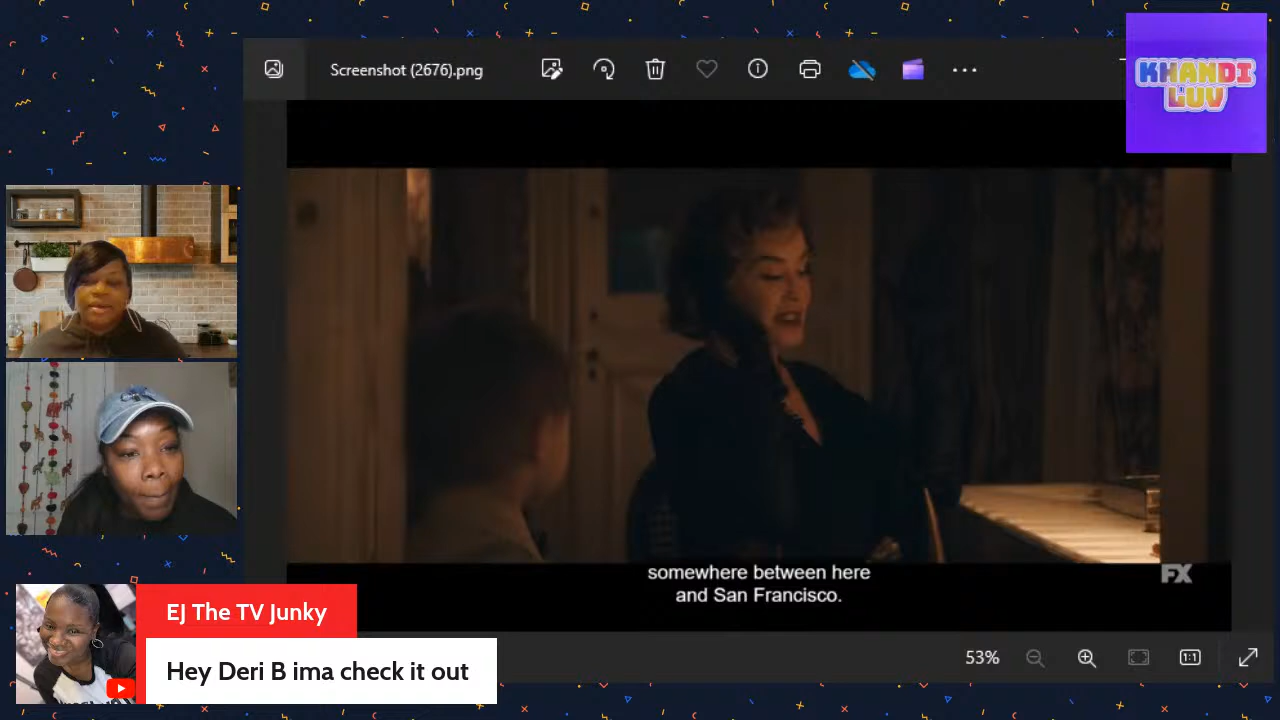 Screenshot (2676).png
KHANDI
LUV
somewhere between here
and San Francisco.
FX
EJ The TV Junky
Hey Deri B ima check it out
53%
1:1